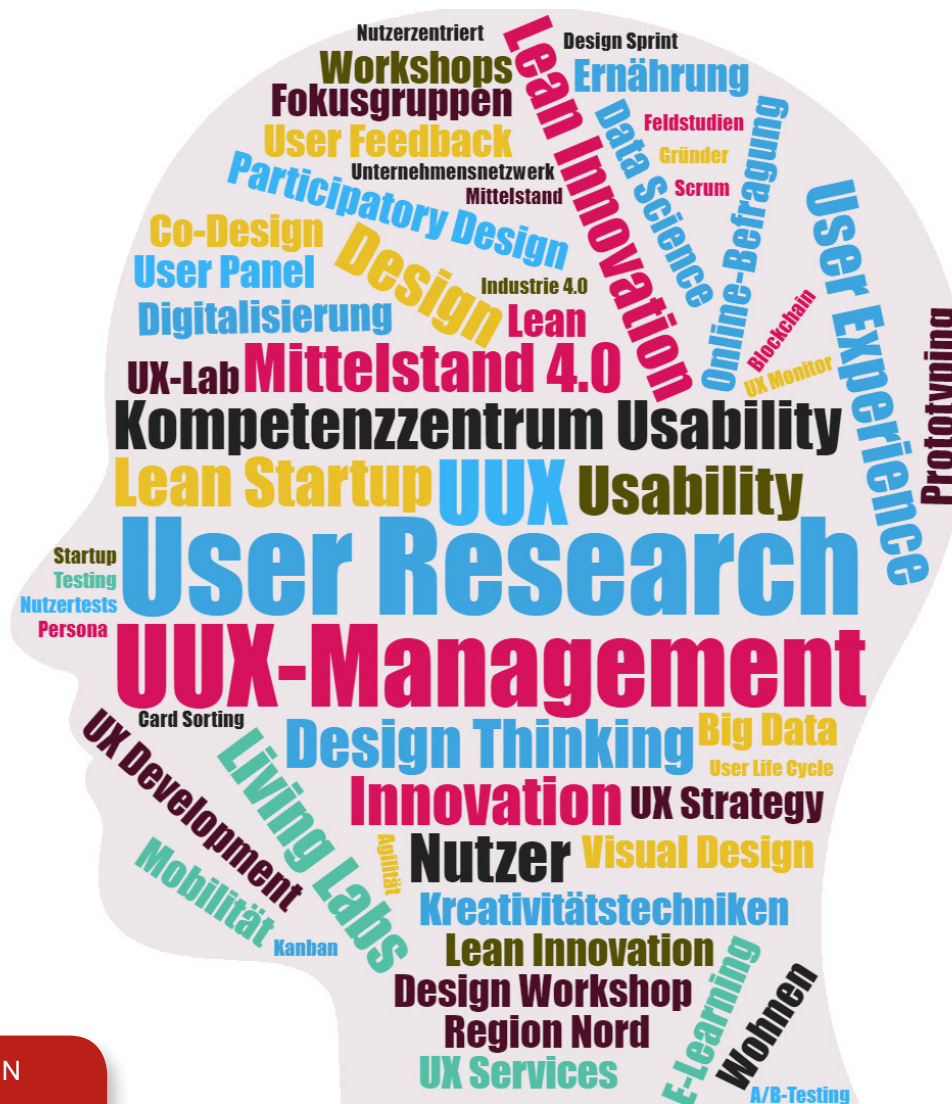 Nutzerzentriert
Design Sprint
Lean Innovation
Workshops
Ernährung
Fokusgruppen
Data Science
Feldstudien
Online-Befragung
User Feedback
Gründer
Unternehmensnetzwerk
Participatory Design
Scrum
Mittelstand
User Experience
Co-Design
Design
User Panel
Industrie 4.0
Blockchain
Digitalisierung
Lean
Prototyping
UX-Lab
Mittelstand 4.0
UX Monitor
Kompetenzzentrum Usability
Lean Startup
UUX
Usability
User Research
Startup
Testing
Nutzertests
Persona
UUX-Management
Card Sorting
UX Development
Living Labs
Design Thinking
Big Data
User Life Cycle
Innovation
UX Strategy
Agilität
Nutzer
Visual Design
Mobilität
Kreativitätstechniken
Kanban
Lean Innovation
E-Learning
Wohnen
Design Workshop
Region Nord
UX Services
A/B-Testing
N